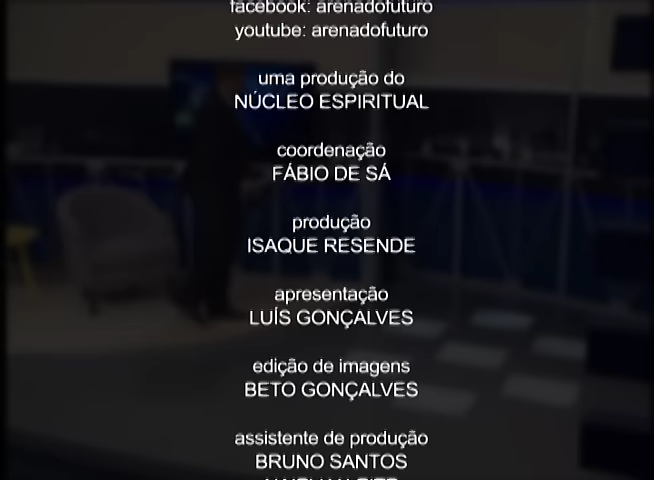 facebook: arenadofuturo
youtube: arenadofuturo
uma produção do
NÚCLEO ESPIRITUAL
coordenação
FÁBIO DE SÁ
produção
ISAQUE RESENDE
apresentação
LUÍS GONÇALVES
edição de imagens
BETO GONÇALVES
assistente de produção
BRUNO SANTOS